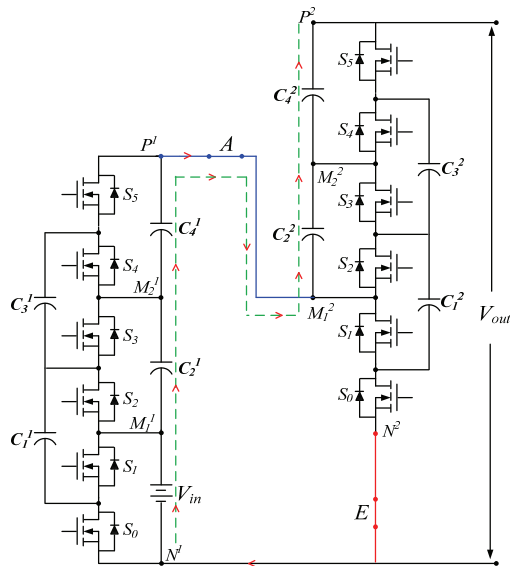 P²
S₅
C₄²
S₄
P¹
A
M₂²
C₃²
S₅
S₃
C₄¹
C₂²
S₄
S₂
M₂¹
C₃¹
M₁²
C₁²
V_out
S₃
S₁
C₂¹
S₂
S₀
C₁¹
M₁¹
N²
S₁
V_in
E
S₀
N¹